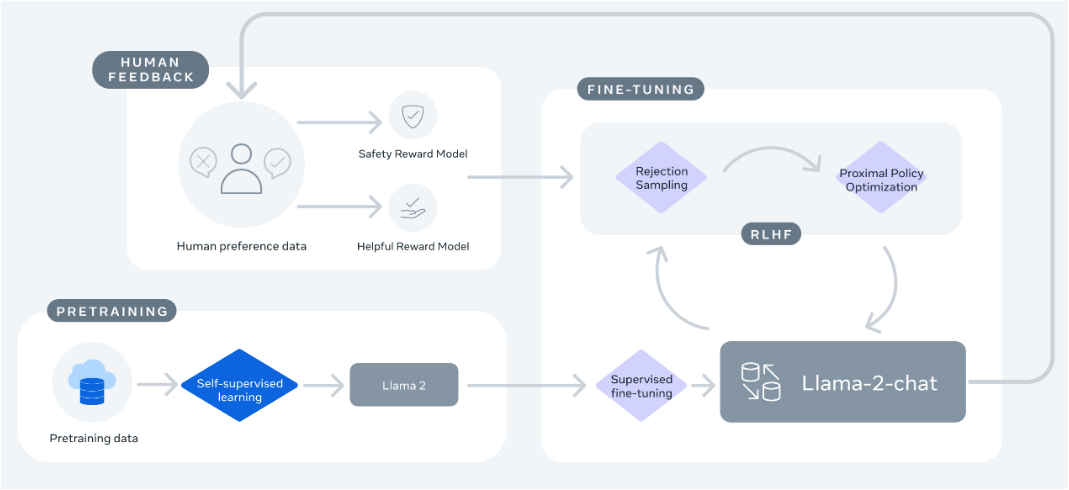 HUMAN
FEEDBACK
Safety Reward Model
Human preference data
Helpful Reward Model
FINE-TUNING
Rejection
Sampling
Proximal Policy
Optimization
RLHF
PRETRAINING
Self-supervised
learning
Llama 2
Pretraining data
Supervised
fine-tuning
Llama-2-chat